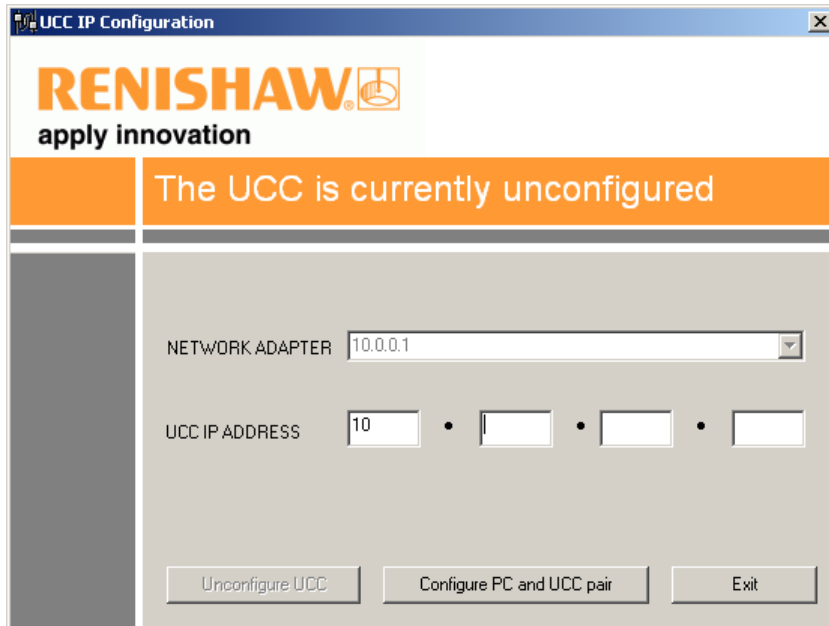 UCC IP Configuration
RENISHAW®
apply innovation
The UCC is currently unconfigured
NETWORK ADAPTER 10.0.0.1
UCC IP ADDRESS 10 • • •
Unconfigure UCC Configure PC and UCC pair Exit